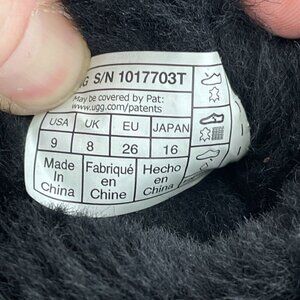 S/N 1017703T
May be covered by Pat:
www.ugg.com/patents
USA UK EU JAPAN
9 8 26 16
Made In China
Fabriqué en Chine
Hecho en China